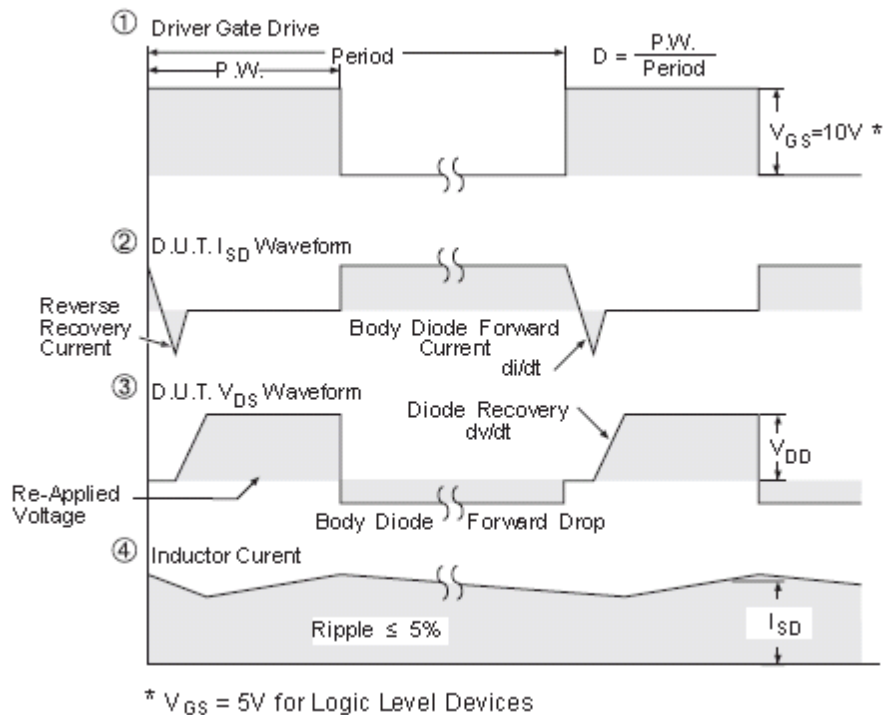 ① Driver Gate Drive
Period
P.W.
D = P.W. / Period
V_GS=10V *
② D.U.T. I_SD Waveform
Reverse
Recovery
Current
Body Diode Forward
Current
di/dt
③ D.U.T. V_DS Waveform
Diode Recovery
dv/dt
V_DD
Re-Applied
Voltage
Body Diode Forward Drop
④ Inductor Curent
Ripple ≤ 5%
I_SD
* V_GS = 5V for Logic Level Devices